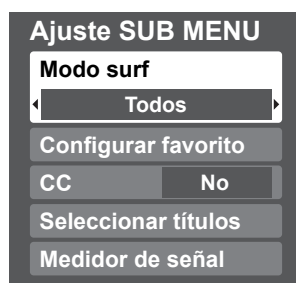 Ajuste SUB MENU
Modo surf
Todos
Configurar favorito
CC No
Seleccionar títulos
Medidor de señal